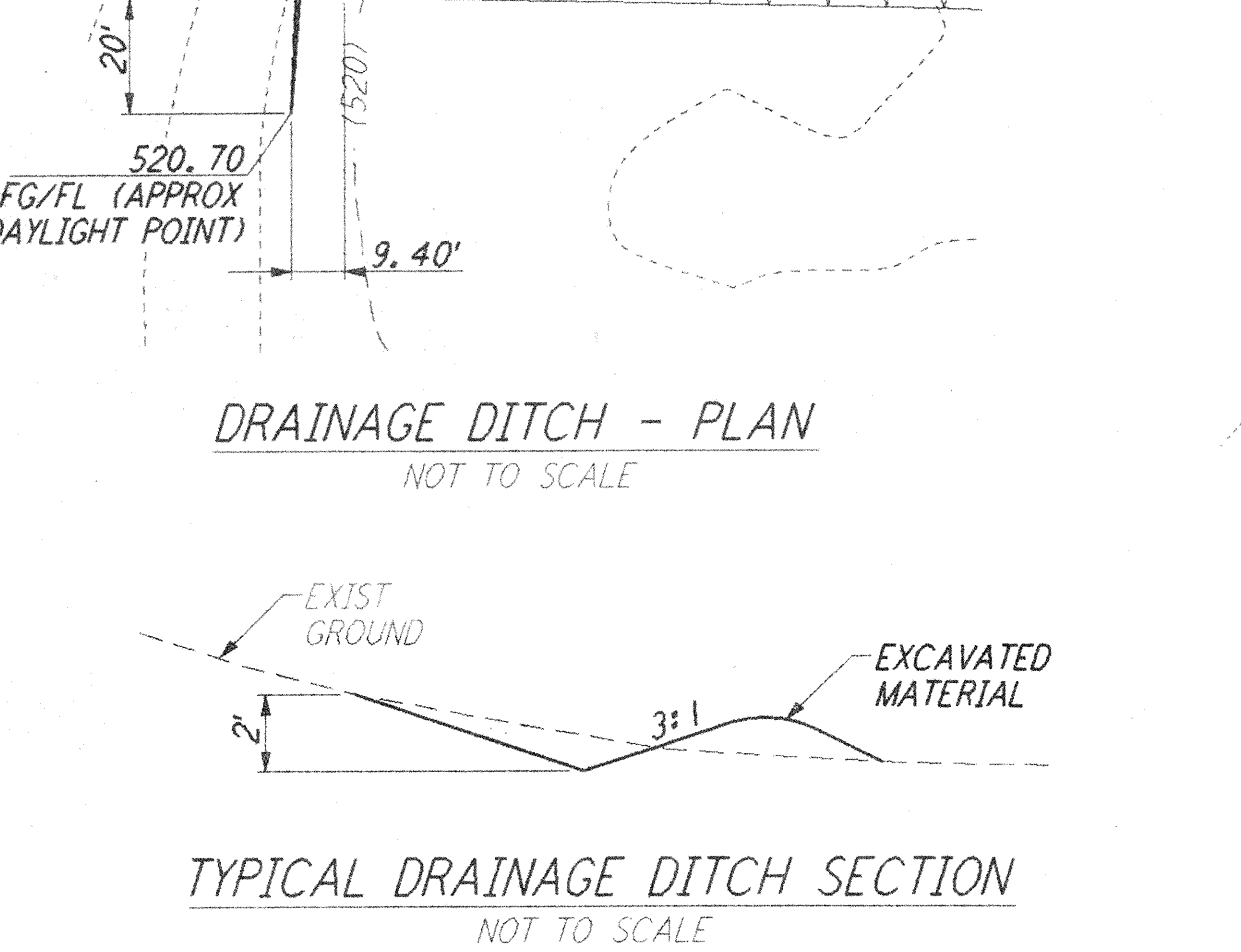 20'
(520)
520.70
FG/FL (APPROX
DAYLIGHT POINT)
9.40'
DRAINAGE DITCH - PLAN
NOT TO SCALE
EXIST
GROUND
EXCAVATED
MATERIAL
3:1
2'
TYPICAL DRAINAGE DITCH SECTION
NOT TO SCALE